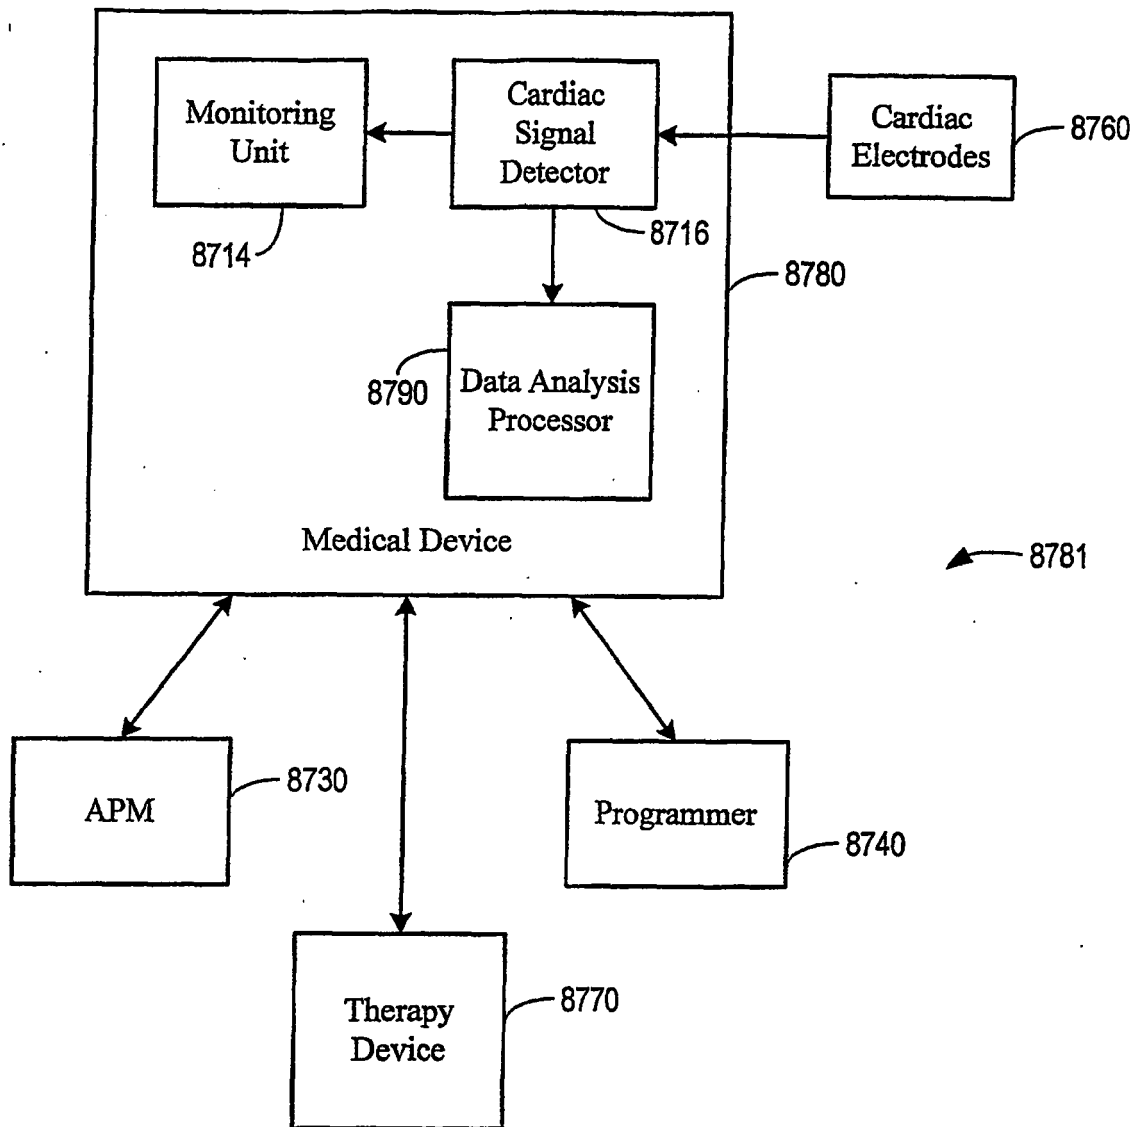 Monitoring
Unit
Cardiac
Signal
Detector
Cardiac
Electrodes
8760
8714
8716
8780
8790
Data Analysis
Processor
Medical Device
8781
APM
8730
Programmer
8740
Therapy
Device
8770